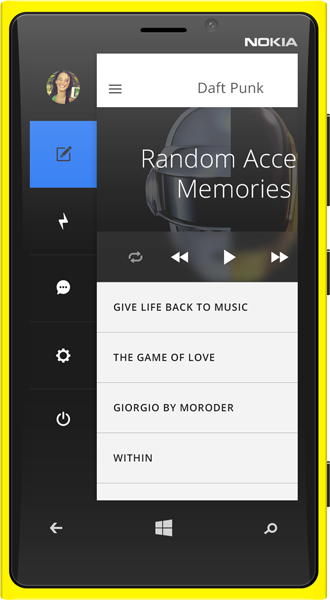 NOKIA
Daft Punk
Random Acce
Memories
GIVE LIFE BACK TO MUSIC
THE GAME OF LOVE
GIORGIO BY MORODER
WITHIN